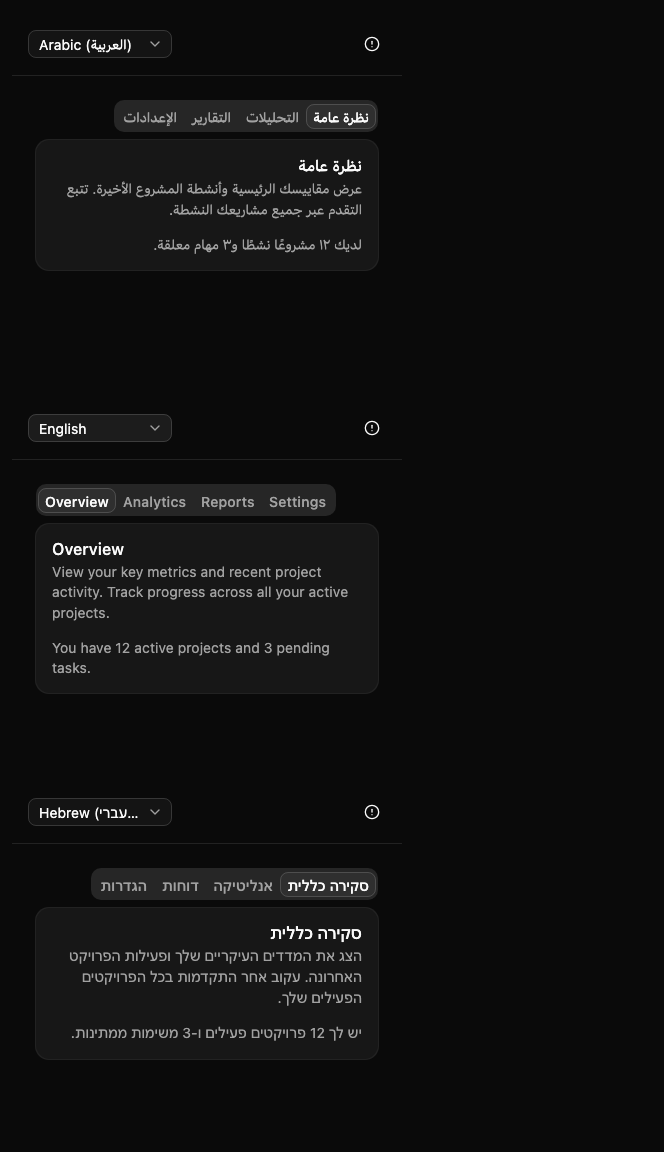 Arabic (العربية)
نظرة عامة التحليلات التقارير الإعدادات
نظرة عامة
عرض مقاييسك الرئيسية وأنشطة المشروع الأخيرة. تتبع
التقدم عبر جميع مشاريعك النشطة.
لديك ١٢ مشروعًا نشطًا و٣ مهام معلقة.
English
Overview Analytics Reports Settings
Overview
View your key metrics and recent project
activity. Track progress across all your active
projects.
You have 12 active projects and 3 pending
tasks.
Hebrew (עברי...
סקירה כללית אנליטיקה דוחות הגדרות
סקירה כללית
הצג את המדדים העיקריים שלך ופעילות הפרויקט
האחרונה. עקוב אחר התקדמות בכל הפרויקטים
הפעילים שלך.
יש לך 12 פרויקטים פעילים ו-3 משימות ממתינות.